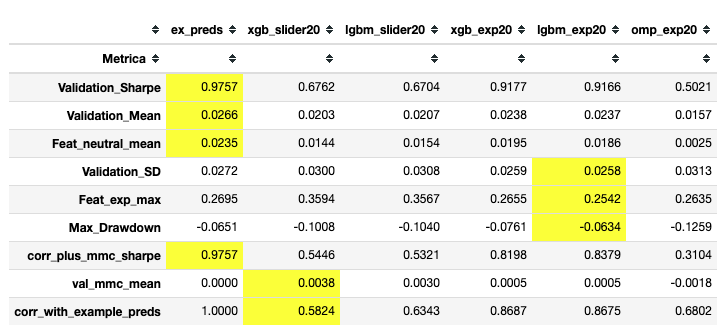 ex_preds xgb_slider20 lgbm_slider20 xgb_exp20 lgbm_exp20 omp_exp20
Metrica
Validation_Sharpe 0.9757 0.6762 0.6704 0.9177 0.9166 0.5021
Validation_Mean 0.0266 0.0203 0.0207 0.0238 0.0237 0.0157
Feat_neutral_mean 0.0235 0.0144 0.0154 0.0195 0.0186 0.0025
Validation_SD 0.0272 0.0300 0.0308 0.0259 0.0258 0.0313
Feat_exp_max 0.2695 0.3594 0.3567 0.2655 0.2542 0.2635
Max_Drawdown -0.0651 -0.1008 -0.1040 -0.0761 -0.0634 -0.1259
corr_plus_mmc_sharpe 0.9757 0.5446 0.5321 0.8198 0.8379 0.3104
val_mmc_mean 0.0000 0.0038 0.0030 0.0005 0.0005 -0.0018
corr_with_example_preds 1.0000 0.5824 0.6343 0.8687 0.8675 0.6802